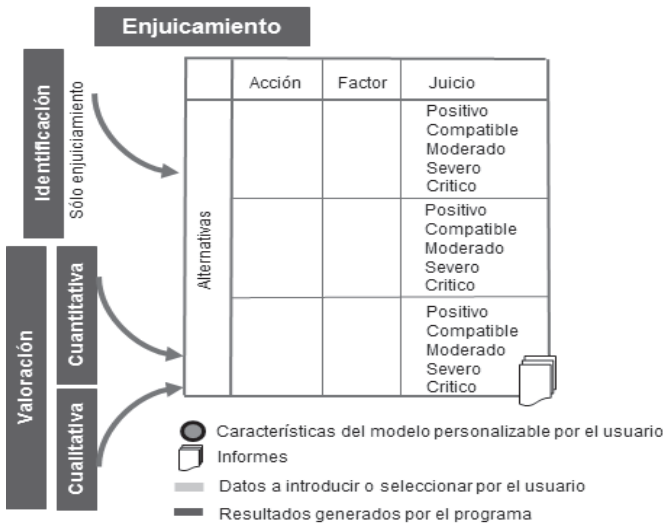 Enjuicamiento
Identificación
Sólo enjuiciamiento
Valoración
Cuantitativa
Cualitativa
Acción Factor Juicio
Alternativas
Positivo
Compatible
Moderado
Severo
Critico
Positivo
Compatible
Moderado
Severo
Critico
Positivo
Compatible
Moderado
Severo
Critico
Características del modelo personalizable por el usuario
Informes
Datos a introducir o seleccionar por el usuario
Resultados generados por el programa